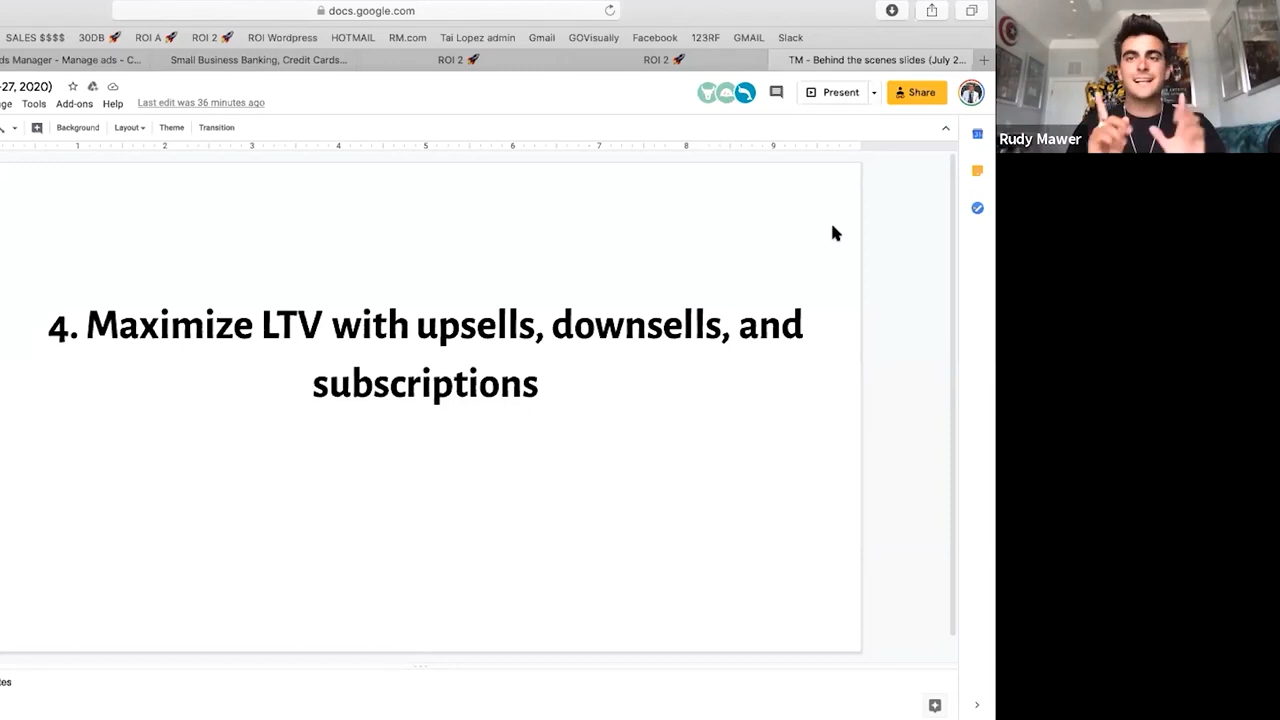 docs.google.com
SALES $$$$ 30DB 🚀 ROI A 🚀 ROI 2 🚀 ROI Wordpress HOTMAIL RM.com Tai Lopez admin Gmail GOVisually Facebook 123RF GMAIL Slack
ds Manager - Manage ads - C... Small Business Banking, Credit Cards... ROI 2 🚀 ROI 2 🚀 TM - Behind the scenes slides (July 2...
-27, 2020)
nge Tools Add-ons Help Last edit was 36 minutes ago
Present Share
Background Layout Theme Transition
1 2 3 4 5 6 7 8 9
31
Rudy Mawer
4. Maximize LTV with upsells, downsells, and
subscriptions
tes